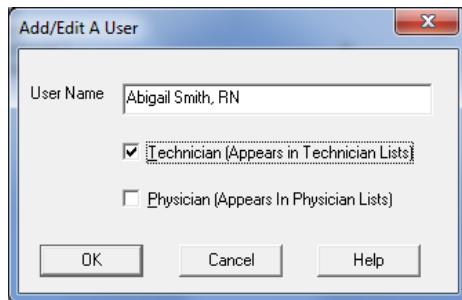 Add/Edit A User
User Name Abigail Smith, RN
Technician (Appears in Technician Lists)
Physician (Appears In Physician Lists)
OK Cancel Help